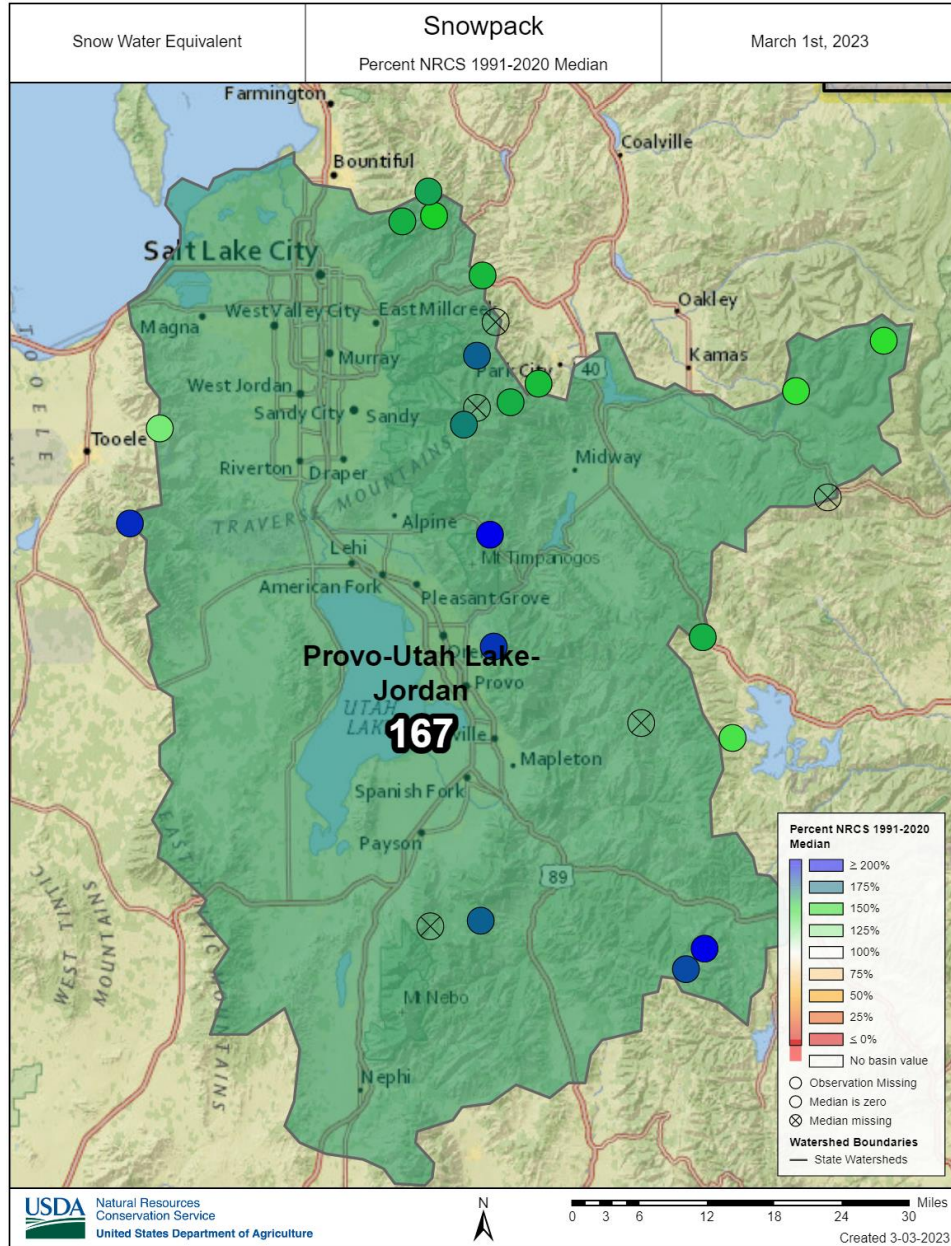 Snow Water Equivalent
Snowpack
Percent NRCS 1991-2020 Median
March 1st, 2023
Farmington
Coalville
Bountiful
Salt Lake City
Oakley
West Valley City
East Millcreek
Magna
Kamas
Murray
Park City
40
West Jordan
Sandy City
Sandy
TOOELE
Tooele
Midway
Riverton
Draper
TRAVERSE MOUNTAINS
Alpine
Lehi
Mt Timpanogos
American Fork
Pleasant Grove
Provo-Utah Lake-
Jordan
Provo
UTAH
167
Mapleton
Spanish Fork
Payson
89
EAST TINTIC MOUNTAINS
WEST TINTIC
MOUNTAINS
Mt Nebo
Nephi
Percent NRCS 1991-2020
Median
≥ 200%
175%
150%
125%
100%
75%
50%
25%
≤ 0%
No basin value
Observation Missing
Median is zero
Median missing
Watershed Boundaries
State Watersheds
USDA
Natural Resources
Conservation Service
United States Department of Agriculture
N
Miles
0 3 6 12 18 24 30
Created 3-03-2023